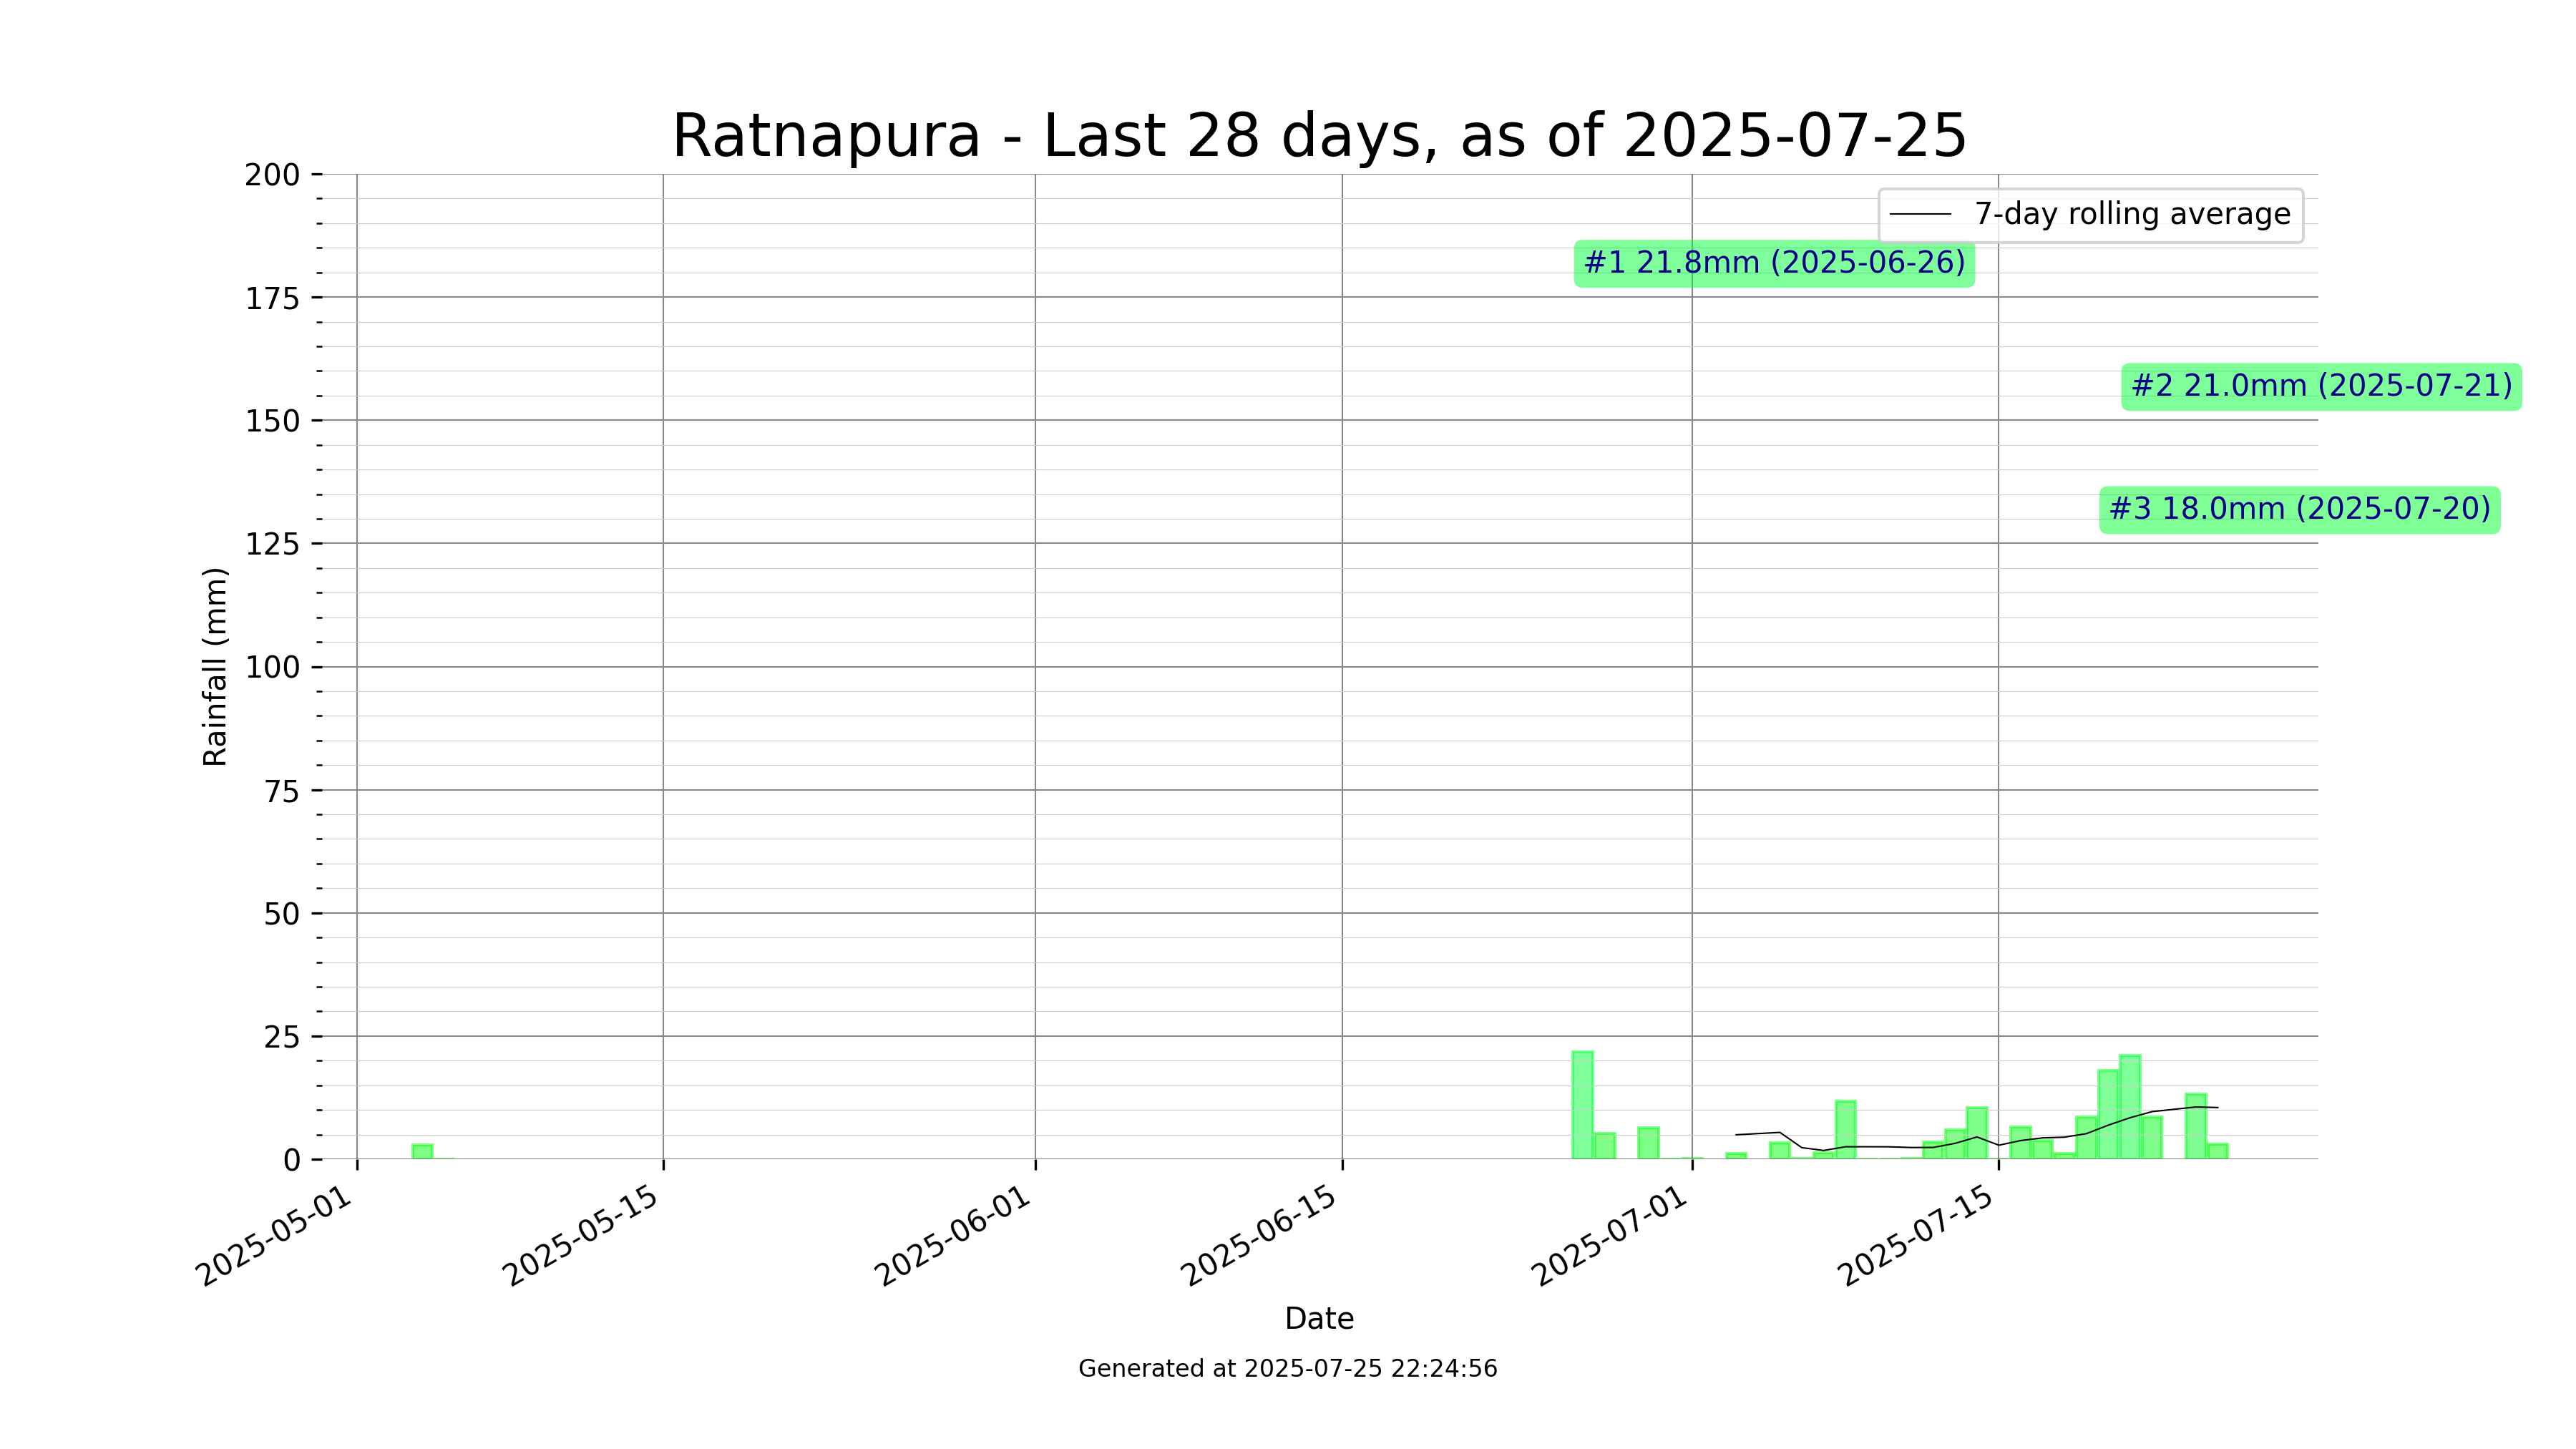 Ratnapura - Last 28 days, as of 2025-07-25
200
175
150
125
100
75
50
25
0
Rainfall (mm)
7-day rolling average
#1 21.8mm (2025-06-26)
#2 21.0mm (2025-07-21)
#3 18.0mm (2025-07-20)
2025-05-01
2025-05-15
2025-06-01
2025-06-15
2025-07-01
2025-07-15
Date
Generated at 2025-07-25 22:24:56